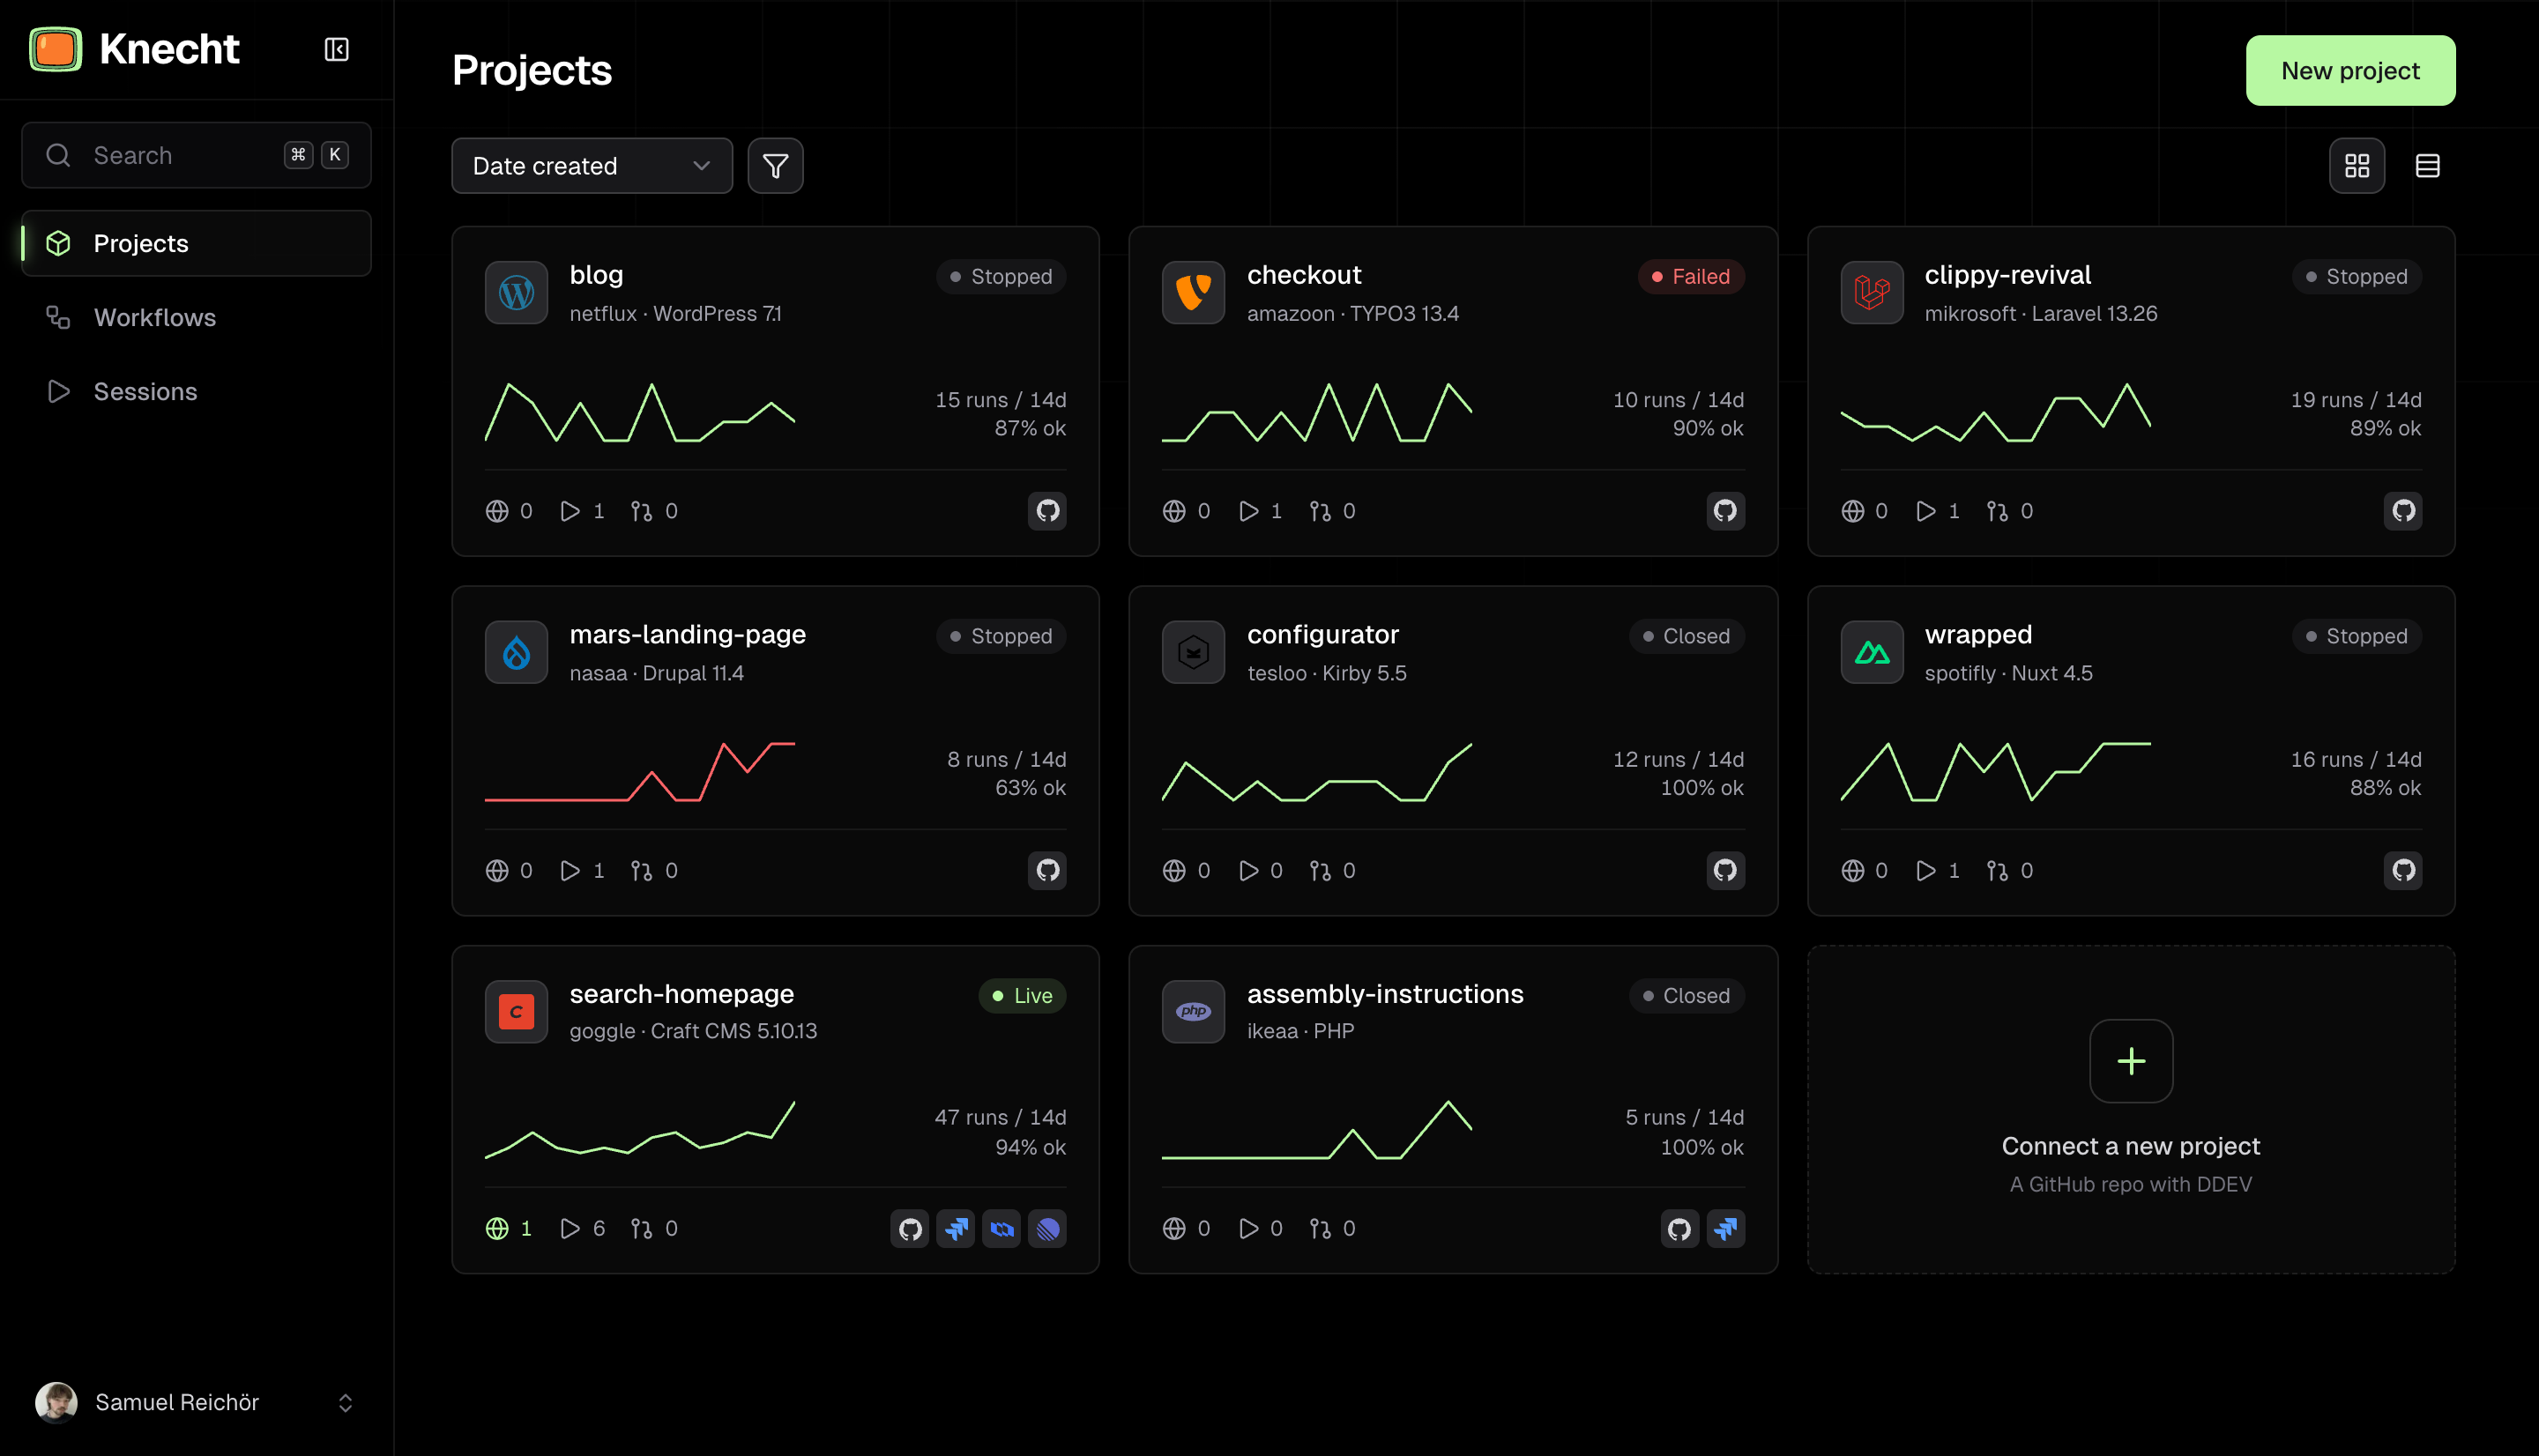 Knecht
Search ⌘ K
Projects
Workflows
Sessions
Samuel Reichör
Projects
New project
Date created
blog
Stopped
netflux · WordPress 7.1
15 runs / 14d
87% ok
0 1 0
checkout
Failed
amazoon · TYPO3 13.4
10 runs / 14d
90% ok
0 1 0
clippy-revival
Stopped
mikrosoft · Laravel 13.26
19 runs / 14d
89% ok
0 1 0
mars-landing-page
Stopped
nasaa · Drupal 11.4
8 runs / 14d
63% ok
0 1 0
configurator
Closed
tesloo · Kirby 5.5
12 runs / 14d
100% ok
0 0 0
wrapped
Stopped
spotifly · Nuxt 4.5
16 runs / 14d
88% ok
0 1 0
C
search-homepage
Live
goggle · Craft CMS 5.10.13
47 runs / 14d
94% ok
1 6 0
php
assembly-instructions
Closed
ikeaa · PHP
5 runs / 14d
100% ok
0 0 0
Connect a new project
A GitHub repo with DDEV